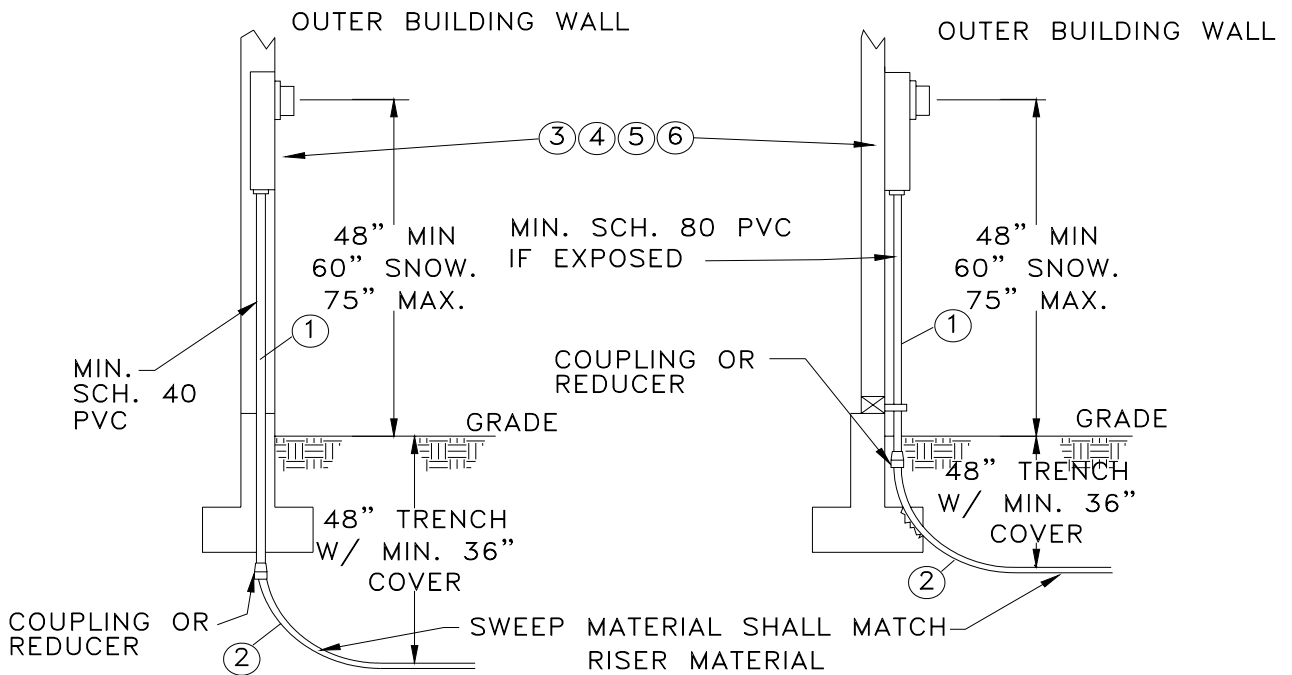 OUTER BUILDING WALL
OUTER BUILDING WALL
3 4 5 6
48” MIN
60” SNOW.
75” MAX.
MIN. SCH. 80 PVC
IF EXPOSED
48” MIN
60” SNOW.
75” MAX.
1
1
MIN.
SCH. 40
PVC
COUPLING OR
REDUCER
GRADE
GRADE
48” TRENCH
W/ MIN. 36”
COVER
48” TRENCH
W/ MIN. 36”
COVER
2
COUPLING OR
REDUCER
2
SWEEP MATERIAL SHALL MATCH
RISER MATERIAL